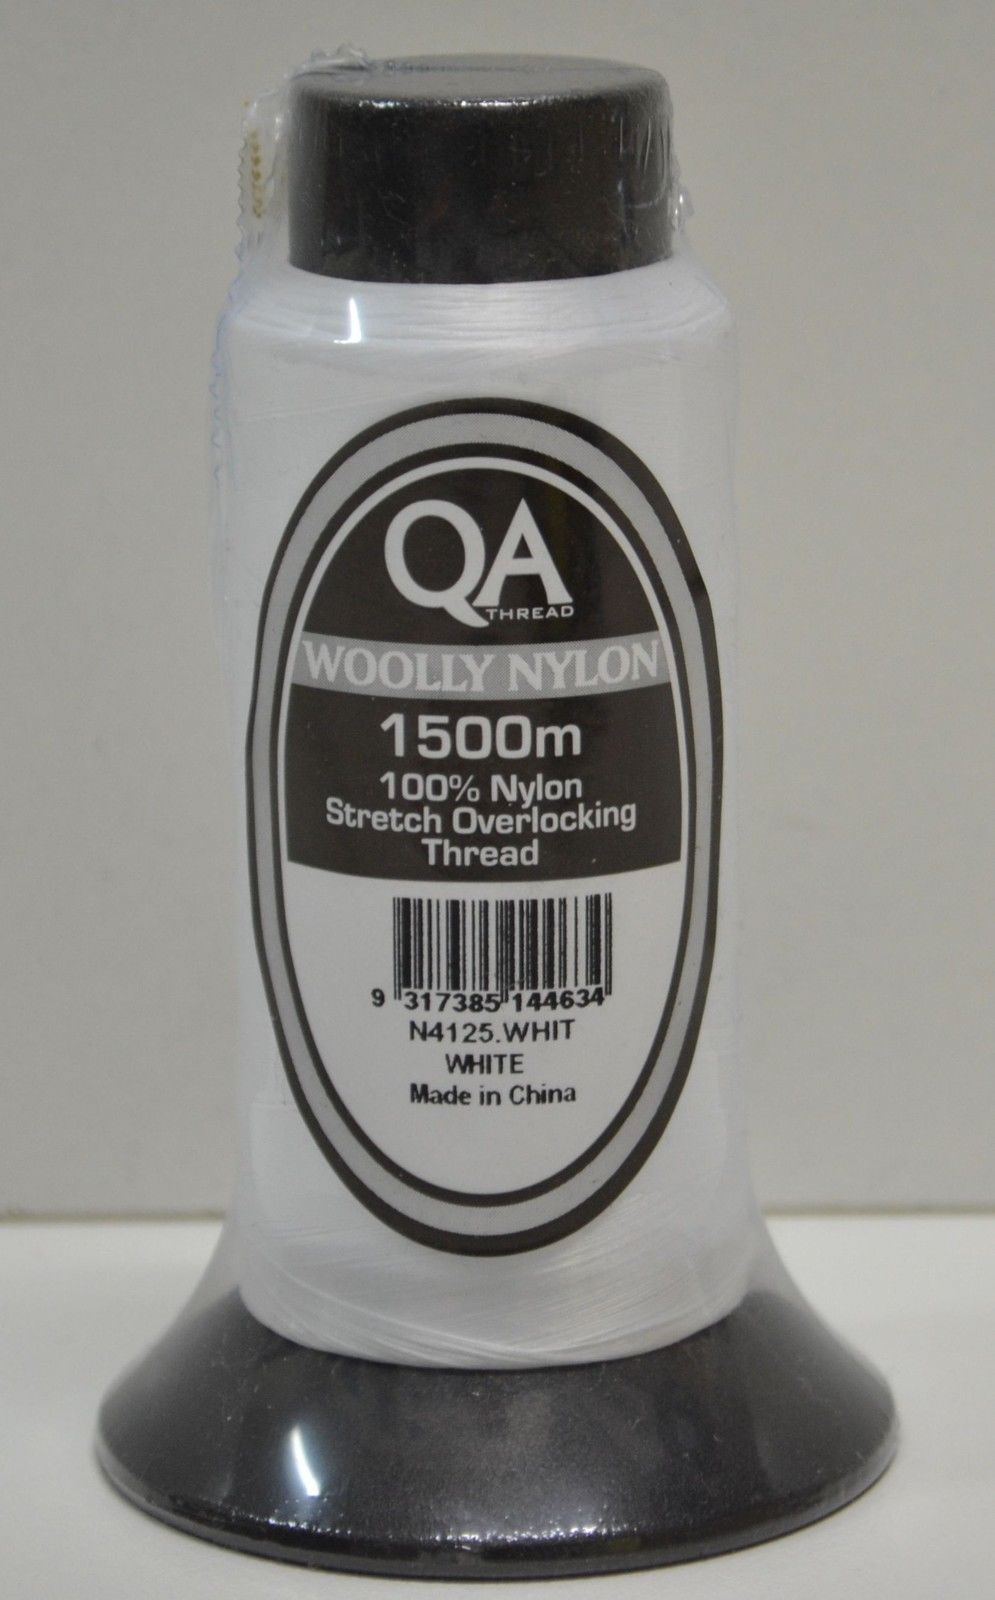 QA
THREAD
WOOLLY NYLON
1500m
100% Nylon
Stretch Overlocking
Thread
9 317385 144634
N4125.WHIT
WHITE
Made in China